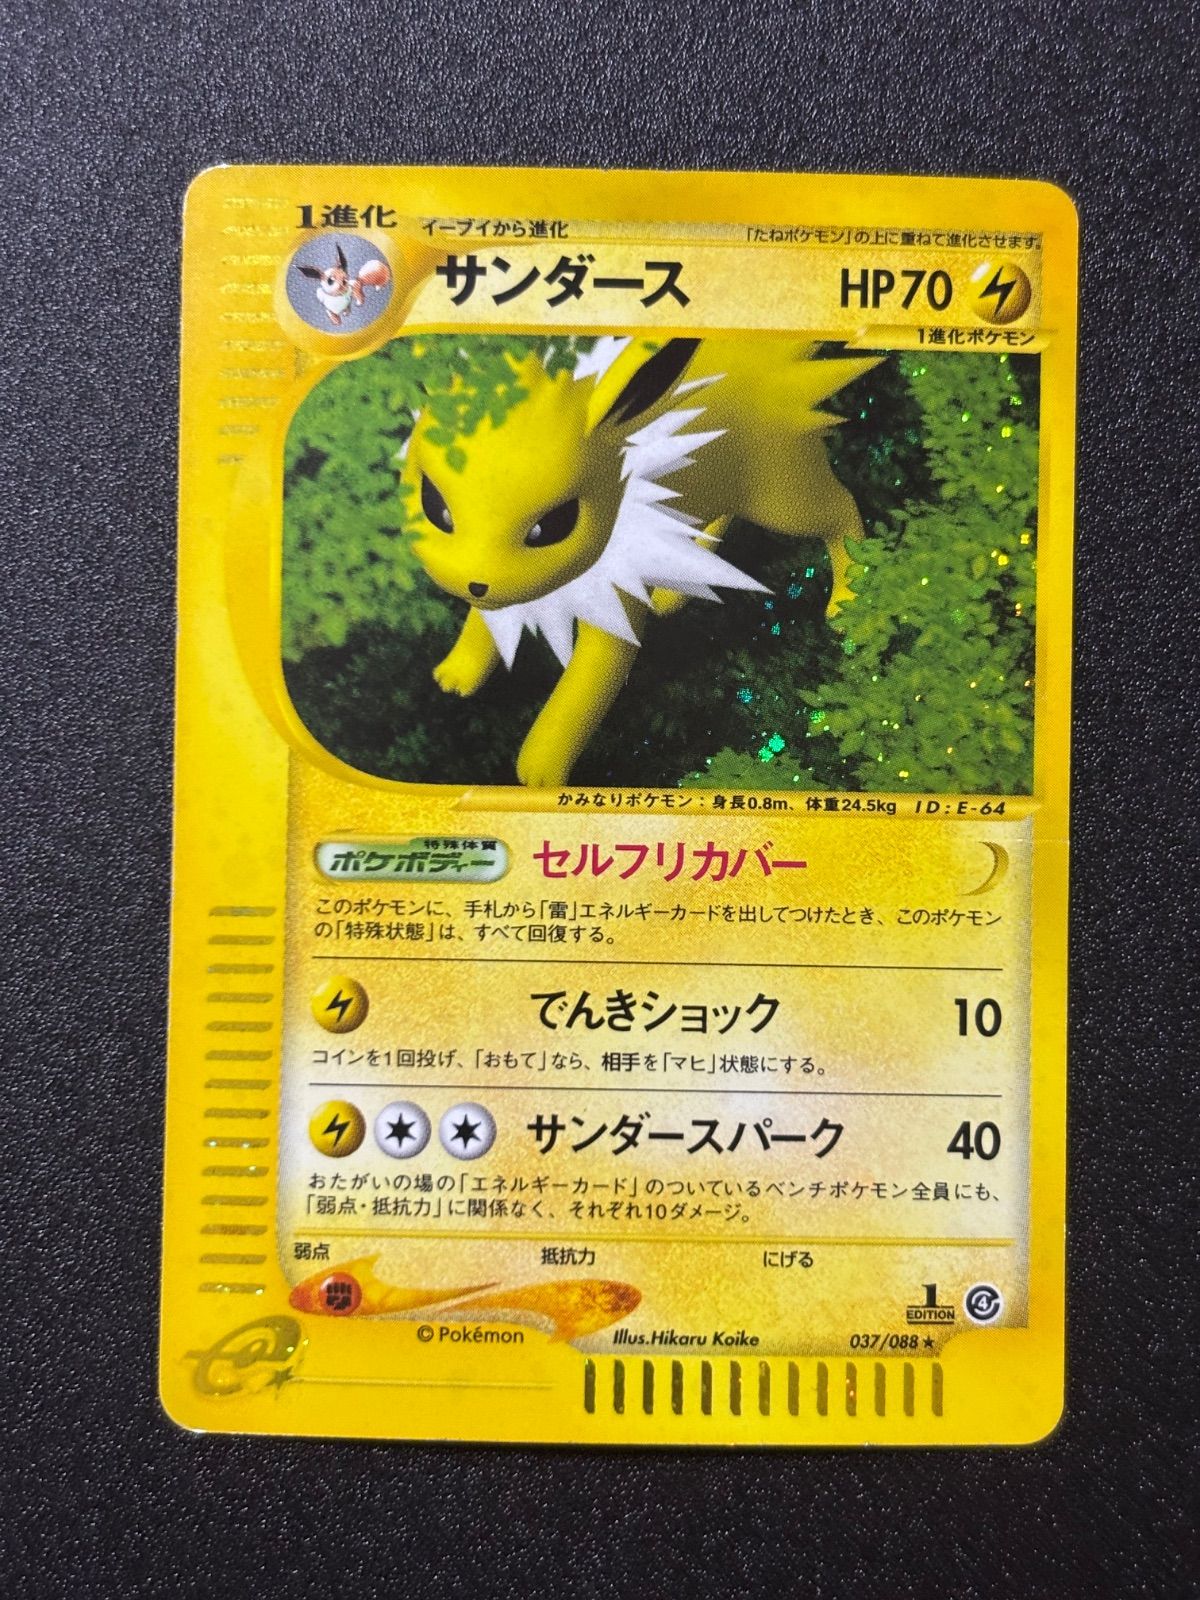 1進化
イーブイから進化
「たねポケモン」の上に重ねて進化させます。
サンダース
HP70
1進化ポケモン
かみなりポケモン：身長0.8m、体重24.5kg ID:E-64
特殊体質
ポケボディー
セルフリカバー
このポケモンに、手札から「雷」エネルギーカードを出してつけたとき、このポケモン
の「特殊状態」は、すべて回復する。
でんきショック 10
コインを1回投げ、「おもて」なら、相手を「マヒ」状態にする。
サンダースパーク 40
おたがいの場の「エネルギーカード」のついているベンチポケモン全員にも、
「弱点・抵抗力」に関係なく、それぞれ10ダメージ。
弱点 抵抗力 にげる
1 EDITION 4
© Pokémon Illus.Hikaru Koike 037/088 ★
e